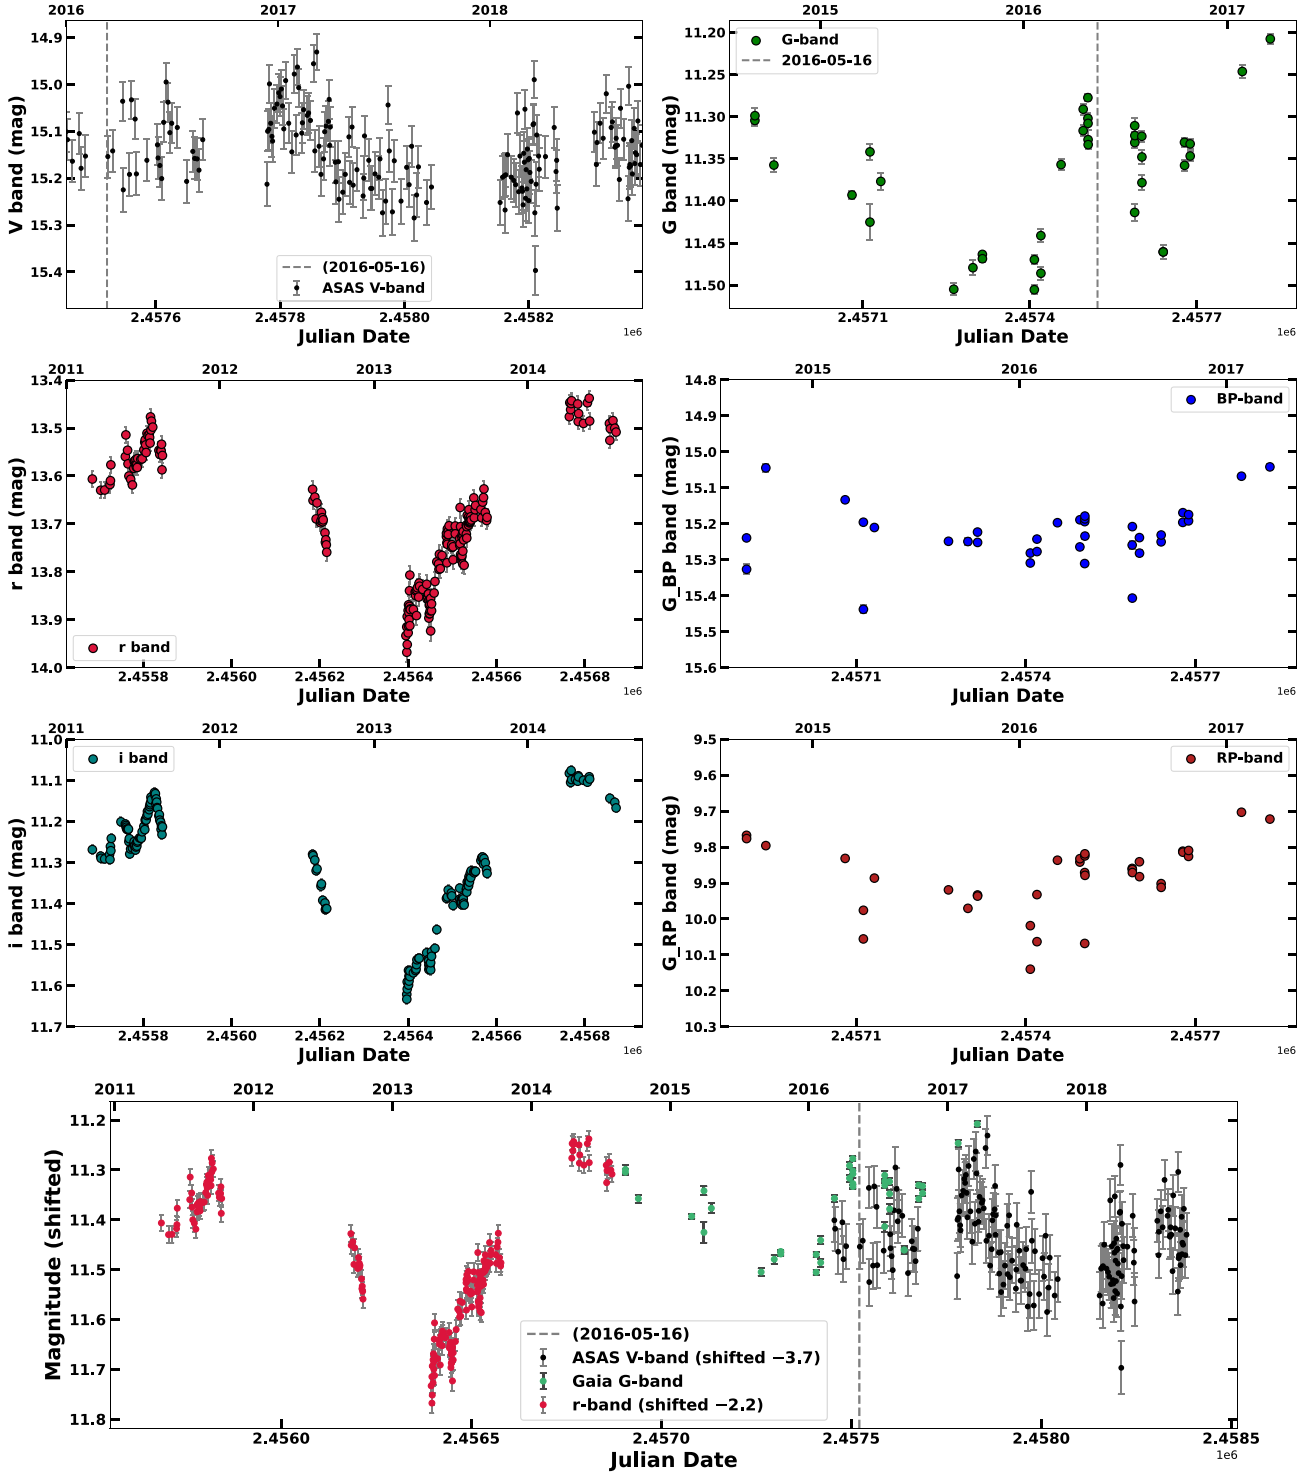 2016 2017 2018
14.9
15.0
15.1
15.2
15.3
15.4
V band (mag)
(2016-05-16)
ASAS V-band
2.4576 2.4578 2.4580 2.4582
1e6
Julian Date
2015 2016 2017
11.20
11.25
11.30
11.35
11.40
11.45
11.50
G band (mag)
G-band
2016-05-16
2.4571 2.4574 2.4577
1e6
Julian Date
2011 2012 2013 2014
13.4
13.5
13.6
13.7
13.8
13.9
14.0
r band (mag)
r band
2.4558 2.4560 2.4562 2.4564 2.4566 2.4568
1e6
Julian Date
2015 2016 2017
14.8
14.9
15.0
15.1
15.2
15.3
15.4
15.5
15.6
G_BP band (mag)
BP-band
2.4571 2.4574 2.4577
1e6
Julian Date
2011 2012 2013 2014
11.0
11.1
11.2
11.3
11.4
11.5
11.6
11.7
i band (mag)
i band
2.4558 2.4560 2.4562 2.4564 2.4566 2.4568
1e6
Julian Date
2015 2016 2017
9.5
9.6
9.7
9.8
9.9
10.0
10.1
10.2
10.3
G_RP band (mag)
RP-band
2.4571 2.4574 2.4577
1e6
Julian Date
2011 2012 2013 2014 2015 2016 2017 2018
11.2
11.3
11.4
11.5
11.6
11.7
11.8
Magnitude (shifted)
(2016-05-16)
ASAS V-band (shifted −3.7)
Gaia G-band
r-band (shifted −2.2)
2.4560 2.4565 2.4570 2.4575 2.4580 2.4585
1e6
Julian Date